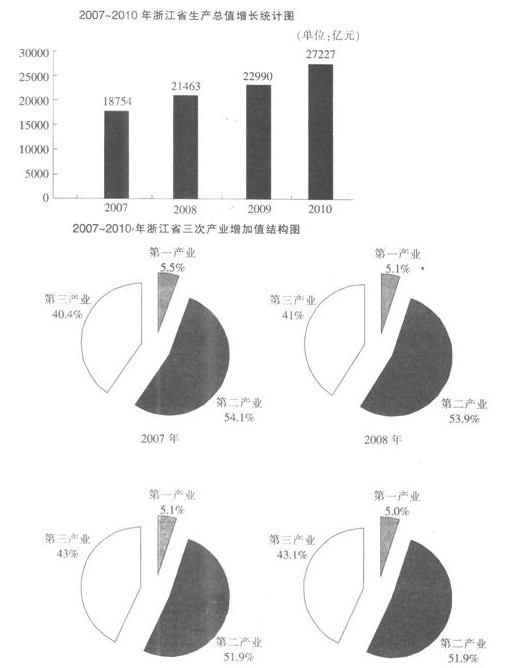 2007~2010 年浙江省生产总值增长统计图
(单位:亿元)
30000
25000
20000
15000
10000
5000
0
18754
21463
22990
27227
2007
2008
2009
2010
2007~2010·年浙江省三次产业增加值结构图
第一产业
5.5%
第三产业
40.4%
第二产业
54.1%
2007 年
第一产业
5.1%
第三产业
41%
第二产业
53.9%
2008 年
第一产业
5.1%
第三产业
43%
第二产业
51.9%
第一产业
5.0%
第三产业
43.1%
第二产业
51.9%